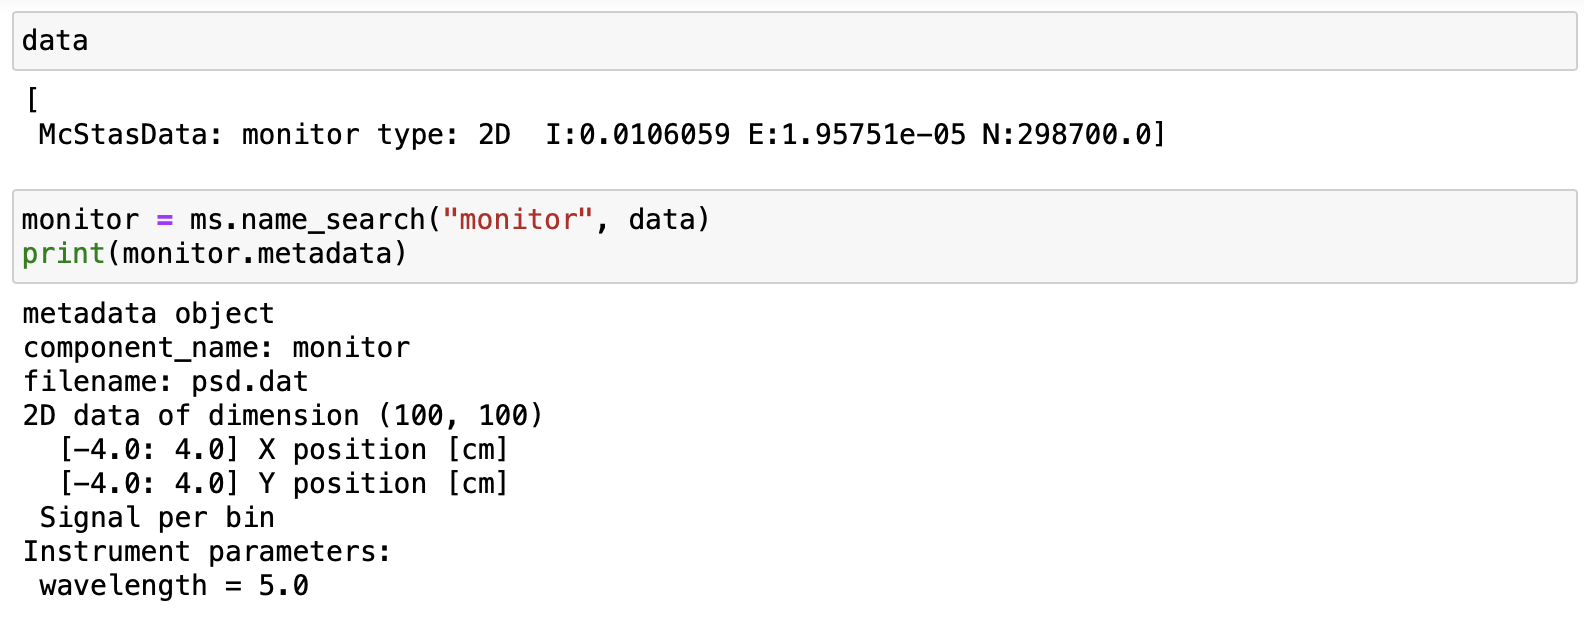 data
[
 McStasData: monitor type: 2D  I:0.0106059 E:1.95751e-05 N:298700.0]
monitor = ms.name_search("monitor", data)
print(monitor.metadata)
metadata object
component_name: monitor
filename: psd.dat
2D data of dimension (100, 100)
  [-4.0: 4.0] X position [cm]
  [-4.0: 4.0] Y position [cm]
 Signal per bin
Instrument parameters:
 wavelength = 5.0